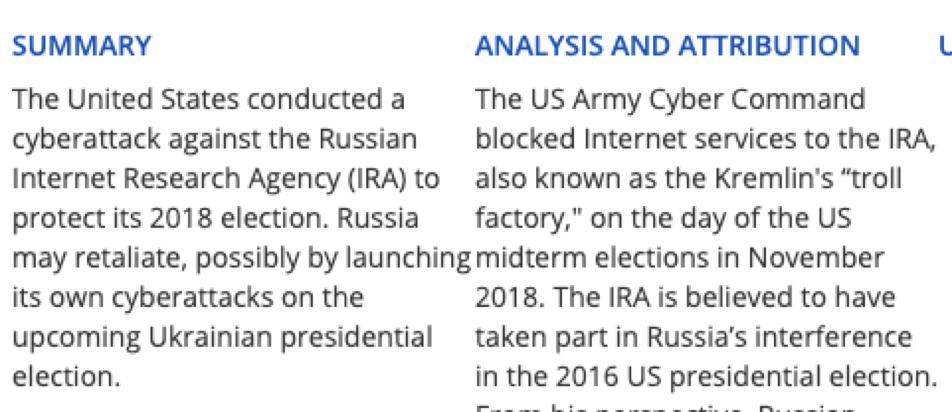 SUMMARY
The United States conducted a
cyberattack against the Russian
Internet Research Agency (IRA) to
protect its 2018 election. Russia
may retaliate, possibly by launching
its own cyberattacks on the
upcoming Ukrainian presidential
election.
ANALYSIS AND ATTRIBUTION
The US Army Cyber Command
blocked Internet services to the IRA,
also known as the Kremlin's “troll
factory," on the day of the US
midterm elections in November
2018. The IRA is believed to have
taken part in Russia’s interference
in the 2016 US presidential election.